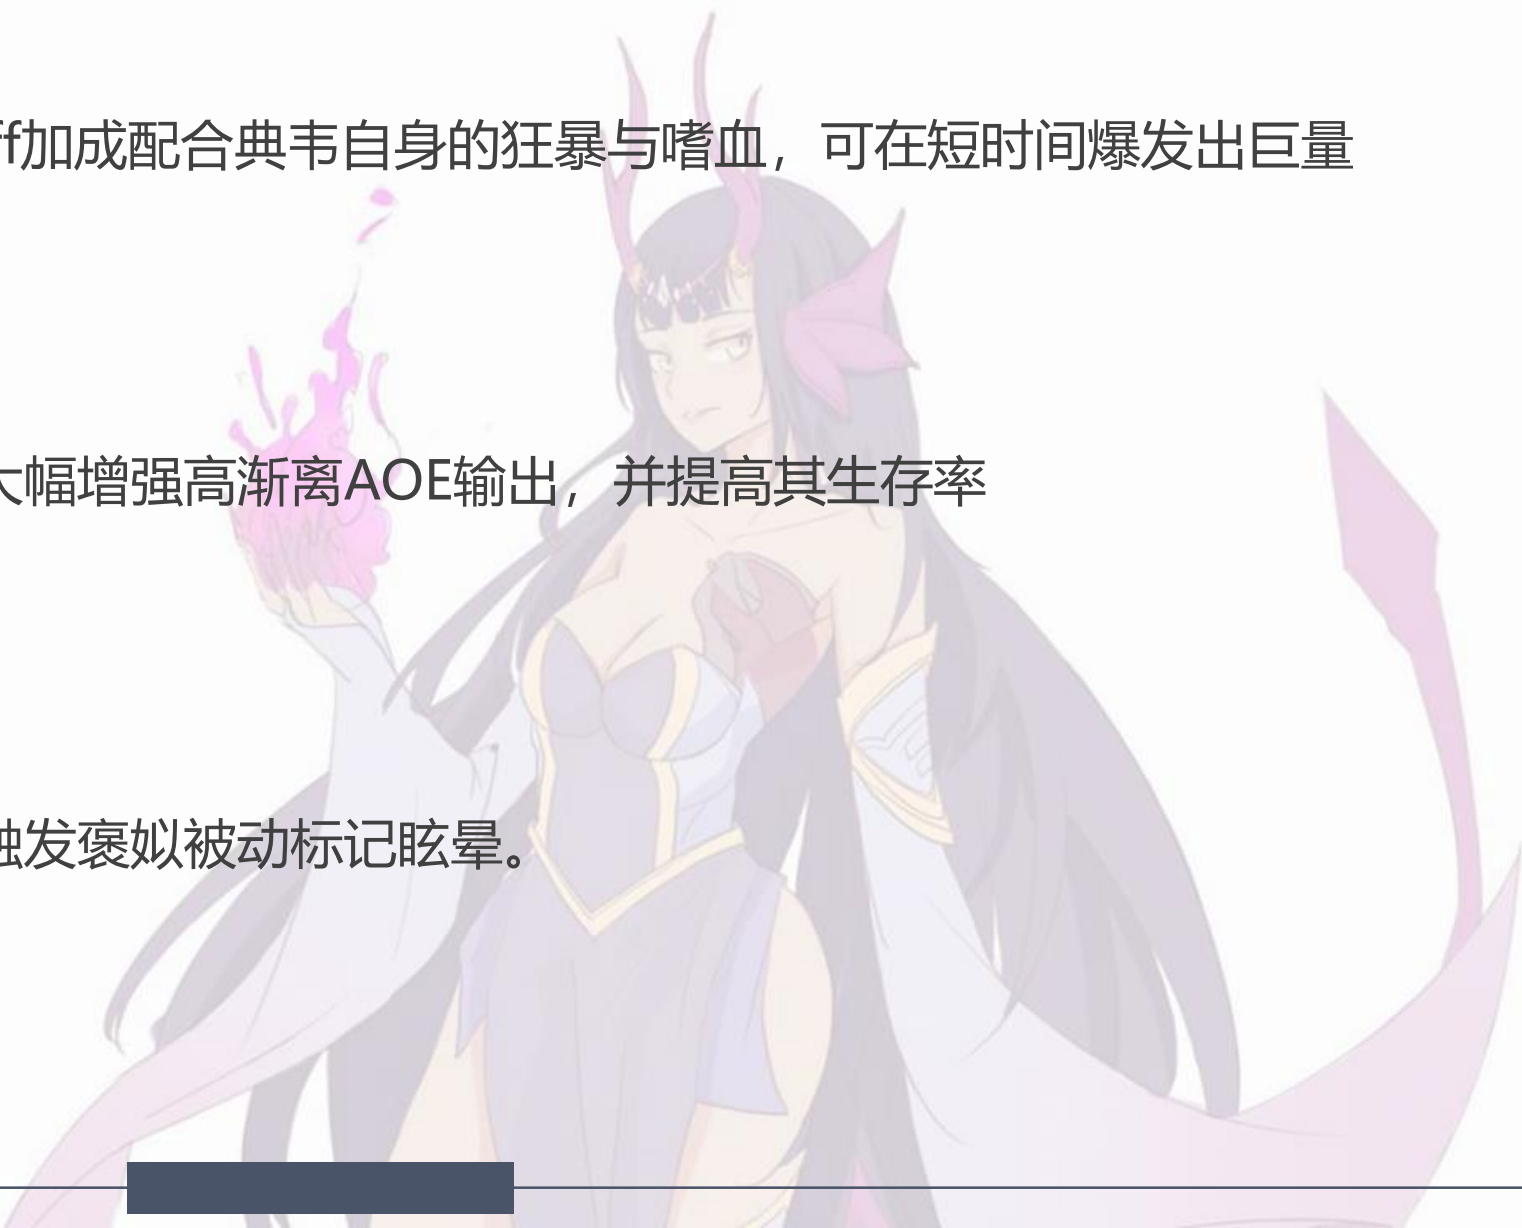 ff加成配合典韦自身的狂暴与嗜血，可在短时间爆发出巨量
大幅增强高渐离AOE输出，并提高其生存率
触发褒姒被动标记眩晕。